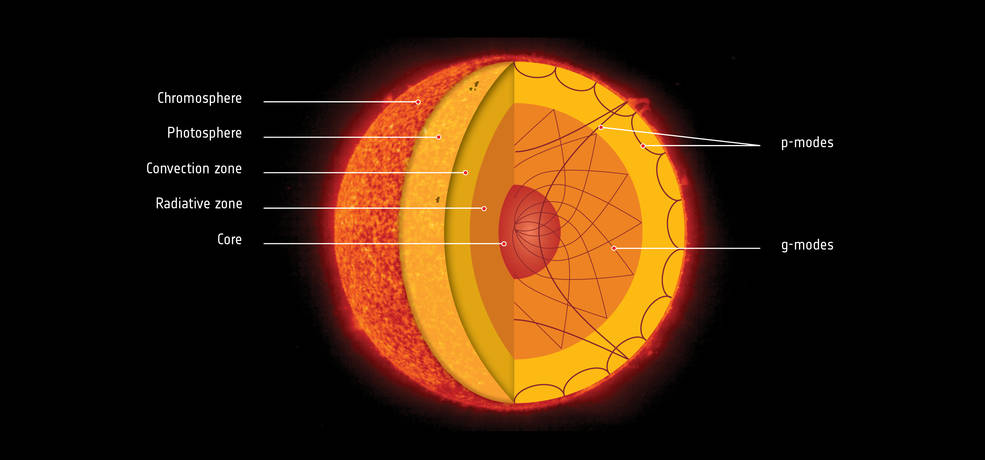 Chromosphere
Photosphere
Convection zone
Radiative zone
Core
p-modes
g-modes